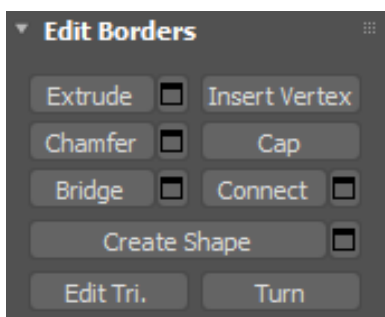 Edit Borders
Extrude Insert Vertex
Chamfer Cap
Bridge Connect
Create Shape
Edit Tri. Turn